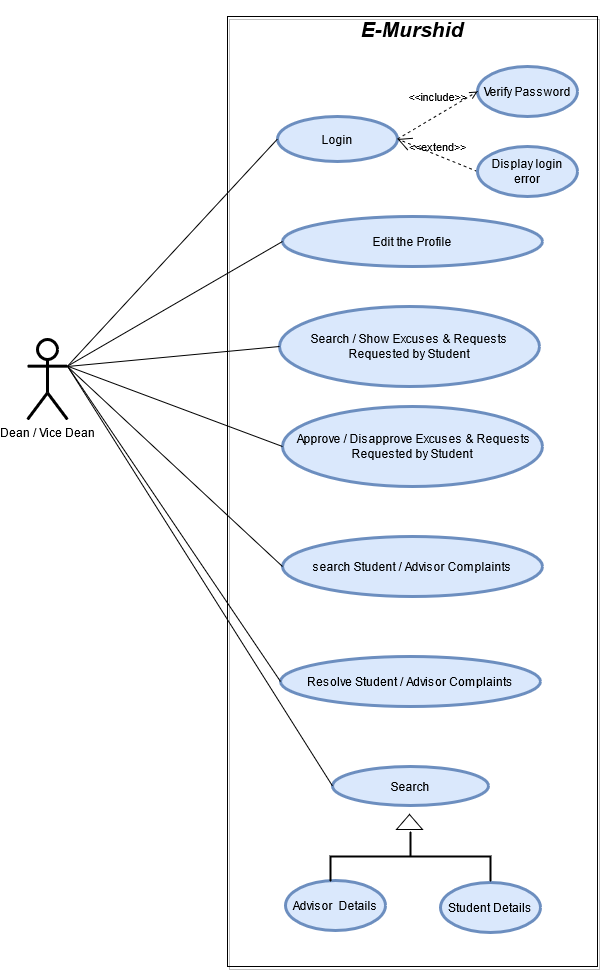 E-Murshid
Verify Password
<<include>>
Login
<<extend>>
Display login
error
Edit the Profile
Search / Show Excuses & Requests
Requested by Student
Dean / Vice Dean
Approve / Disapprove Excuses & Requests
Requested by Student
search Student / Advisor Complaints
Resolve Student / Advisor Complaints
Search
Advisor Details
Student Details